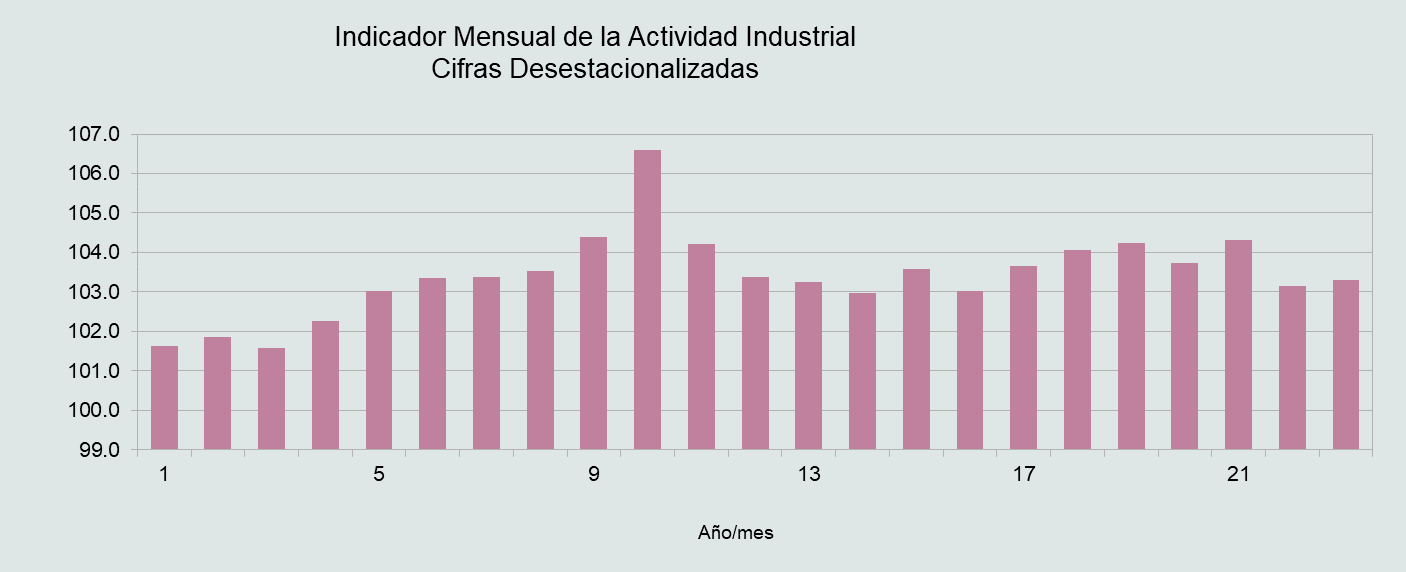 Indicador Mensual de la Actividad Industrial
Cifras Desestacionalizadas
107.0
106.0
105.0
104.0
103.0
102.0
101.0
100.0
99.0
1 5 9 13 17 21
Año/mes